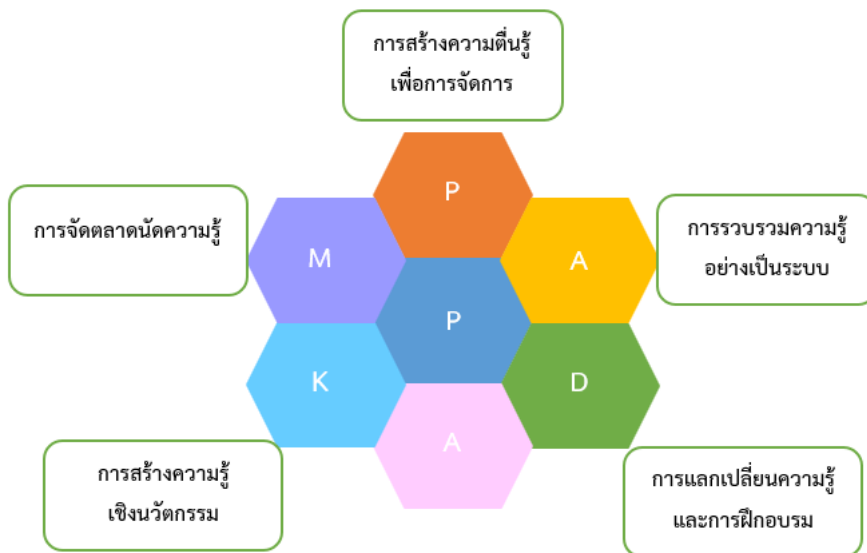 การสร้างความตื่นรู้
เพื่อการจัดการ
P
การจัดตลาดนัดความรู้
M
A
การรวบรวมความรู้
อย่างเป็นระบบ
P
K
D
A
การสร้างความรู้
เชิงนวัตกรรม
การแลกเปลี่ยนความรู้
และการฝึกอบรม